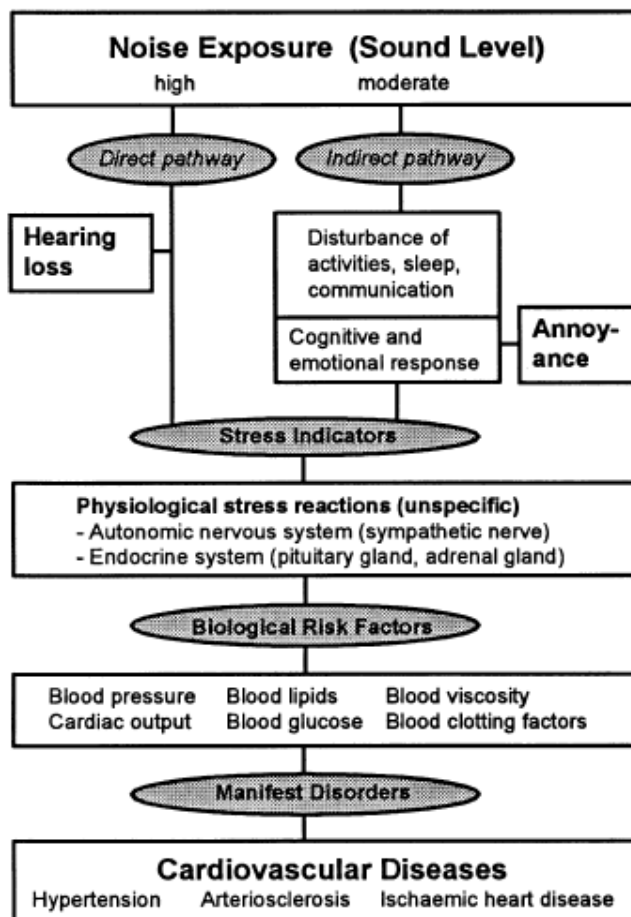 Noise Exposure (Sound Level)
high moderate
Direct pathway Indirect pathway
Hearing
loss
Disturbance of
activities, sleep,
communication
Cognitive and
emotional response
Annoy-
ance
Stress Indicators
Physiological stress reactions (unspecific)
- Autonomic nervous system (sympathetic nerve)
- Endocrine system (pituitary gland, adrenal gland)
Biological Risk Factors
Blood pressure Blood lipids Blood viscosity
Cardiac output Blood glucose Blood clotting factors
Manifest Disorders
Cardiovascular Diseases
Hypertension Arteriosclerosis Ischaemic heart disease